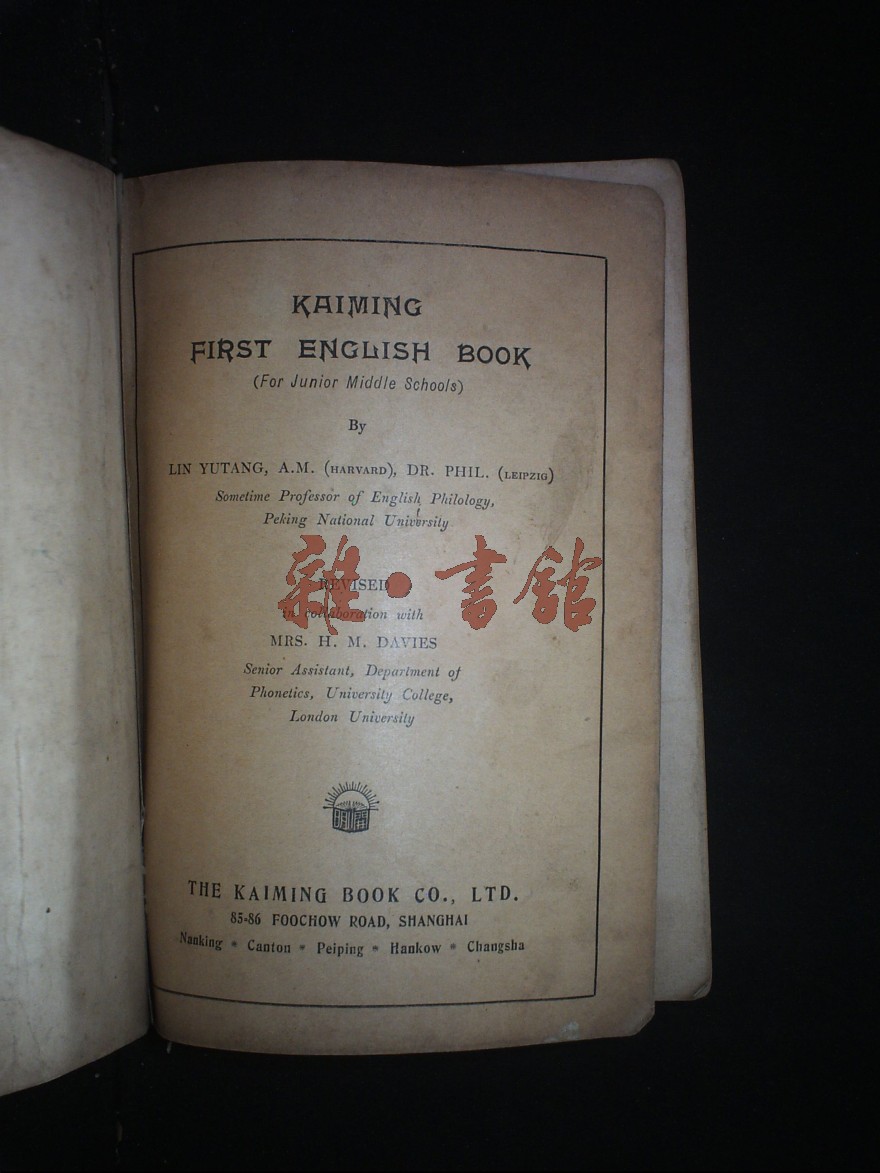 KAIMING
FIRST ENGLISH BOOK
(For Junior Middle Schools)
By
LIN YUTANG, A.M. (HARVARD), DR. PHIL. (LEIPZIG)
Sometime Professor of English Philology,
Peking National University
REVISED
in collaboration with
雜·書館
MRS. H. M. DAVIES
Senior Assistant, Department of
Phonetics, University College,
London University
THE KAIMING BOOK CO., LTD.
85-86 FOOCHOW ROAD, SHANGHAI
Nanking * Canton * Peiping * Hankow * Changsha